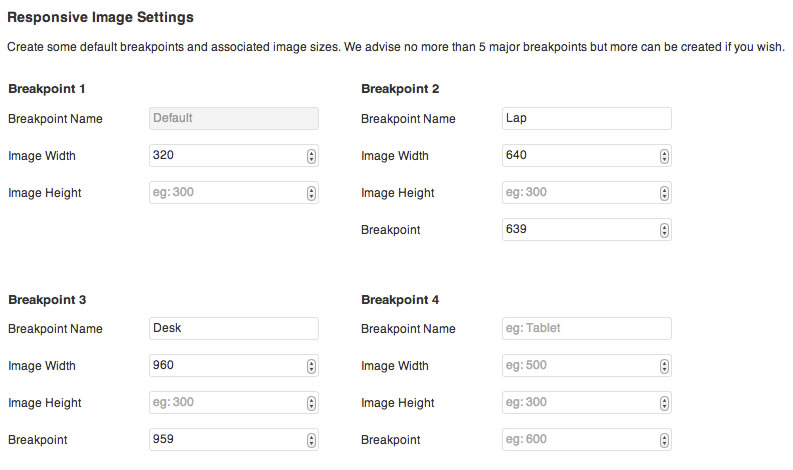 Responsive Image Settings
Create some default breakpoints and associated image sizes. We advise no more than 5 major breakpoints but more can be created if you wish.
Breakpoint 1
Breakpoint Name Default
Image Width 320
Image Height eg: 300
Breakpoint 2
Breakpoint Name Lap
Image Width 640
Image Height eg: 300
Breakpoint 639
Breakpoint 3
Breakpoint Name Desk
Image Width 960
Image Height eg: 300
Breakpoint 959
Breakpoint 4
Breakpoint Name eg: Tablet
Image Width eg: 500
Image Height eg: 300
Breakpoint eg: 600